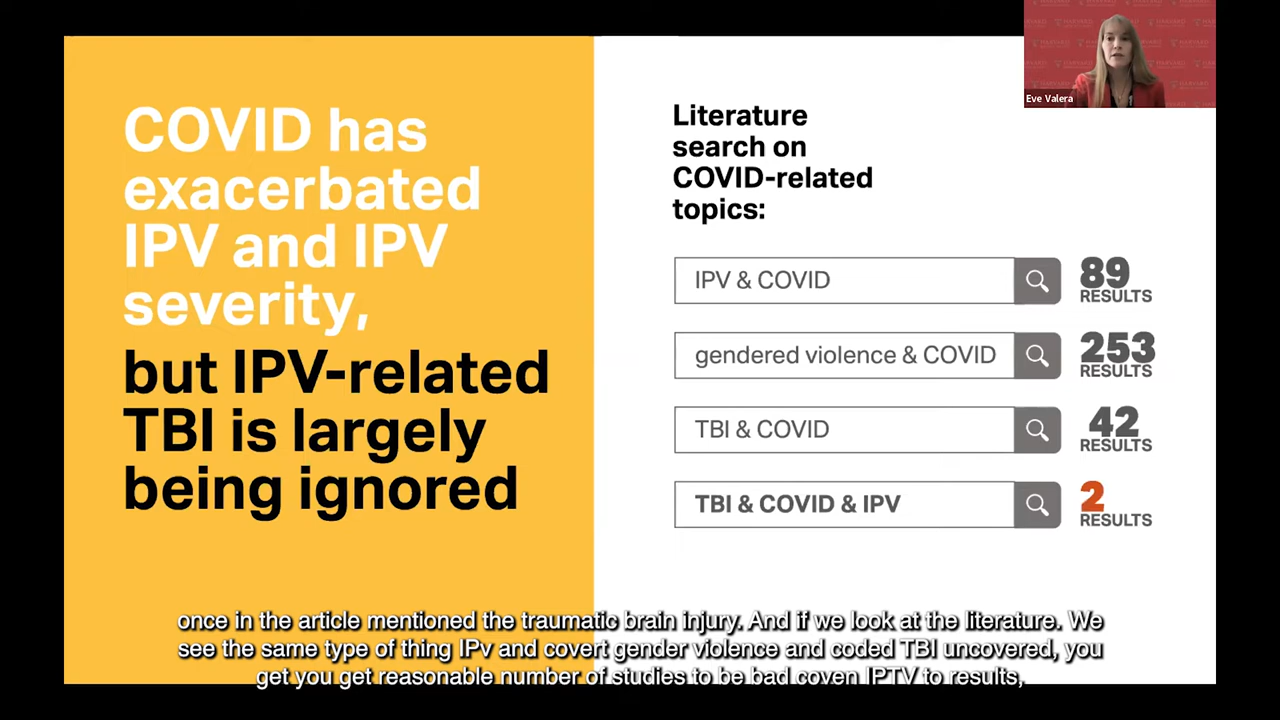 Eve Valera
COVID has
exacerbated
IPV and IPV
severity,
but IPV-related
TBI is largely
being ignored
Literature
search on
COVID-related
topics:
IPV & COVID
89
RESULTS
gendered violence & COVID
253
RESULTS
TBI & COVID
42
RESULTS
TBI & COVID & IPV
2
RESULTS
once in the article mentioned the traumatic brain injury. And if we look at the literature. We
see the same type of thing IPv and covert gender violence and coded TBI uncovered, you
get you get reasonable number of studies to be bad coven IPTV to results,